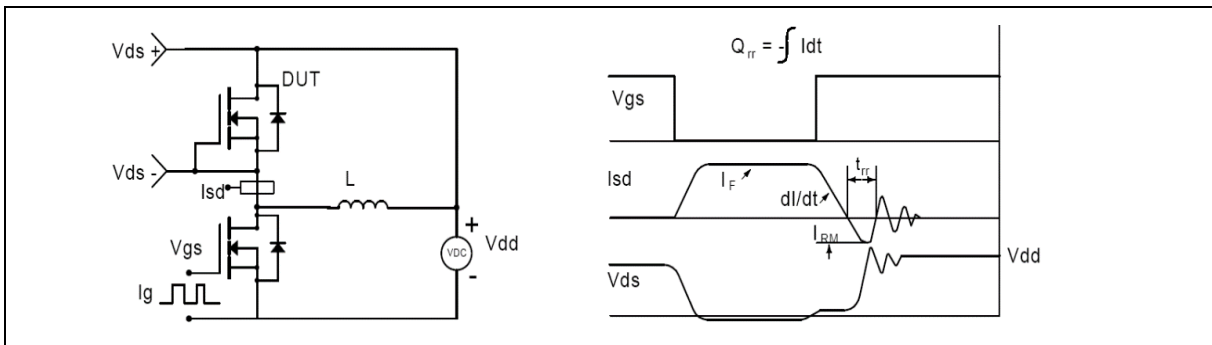 Vds +
DUT
Vds -
Isd
L
Vgs
+
VDC
Vdd
-
Ig
Qrr = -∫ Idt
Vgs
Isd
IF
dI/dt
trr
IRM
Vds
Vdd